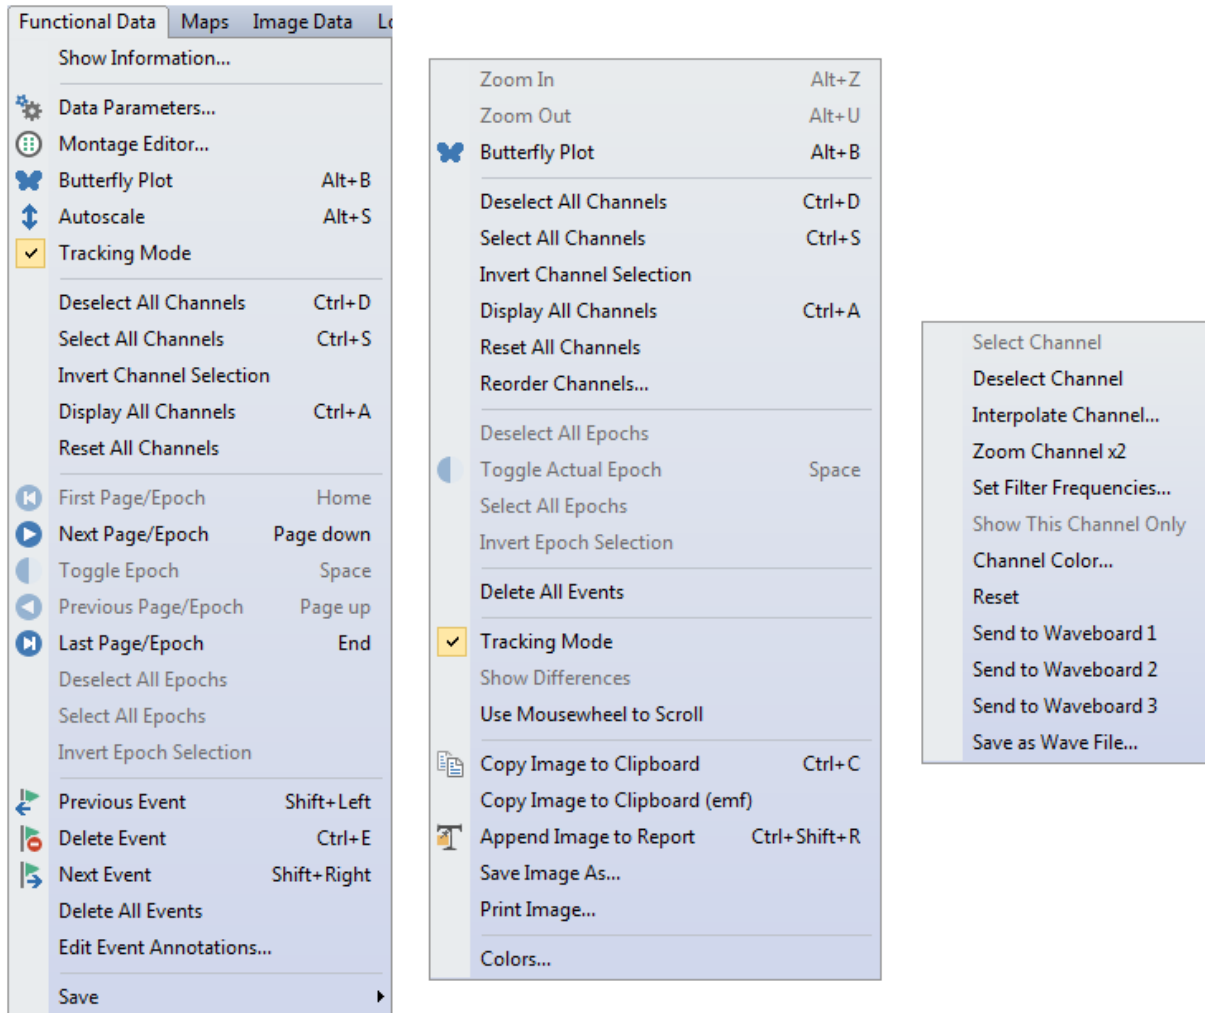 Functional Data Maps Image Data
Show Information...
Data Parameters...
Montage Editor...
Butterfly Plot Alt+B
Autoscale Alt+S
Tracking Mode
Deselect All Channels Ctrl+D
Select All Channels Ctrl+S
Invert Channel Selection
Display All Channels Ctrl+A
Reset All Channels
First Page/Epoch Home
Next Page/Epoch Page down
Toggle Epoch Space
Previous Page/Epoch Page up
Last Page/Epoch End
Deselect All Epochs
Select All Epochs
Invert Epoch Selection
Previous Event Shift+Left
Delete Event Ctrl+E
Next Event Shift+Right
Delete All Events
Edit Event Annotations...
Save
Zoom In Alt+Z
Zoom Out Alt+U
Butterfly Plot Alt+B
Deselect All Channels Ctrl+D
Select All Channels Ctrl+S
Invert Channel Selection
Display All Channels Ctrl+A
Reset All Channels
Reorder Channels...
Deselect All Epochs
Toggle Actual Epoch Space
Select All Epochs
Invert Epoch Selection
Delete All Events
Tracking Mode
Show Differences
Use Mousewheel to Scroll
Copy Image to Clipboard Ctrl+C
Copy Image to Clipboard (emf)
Append Image to Report Ctrl+Shift+R
Save Image As...
Print Image...
Colors...
Select Channel
Deselect Channel
Interpolate Channel...
Zoom Channel x2
Set Filter Frequencies...
Show This Channel Only
Channel Color...
Reset
Send to Waveboard 1
Send to Waveboard 2
Send to Waveboard 3
Save as Wave File...